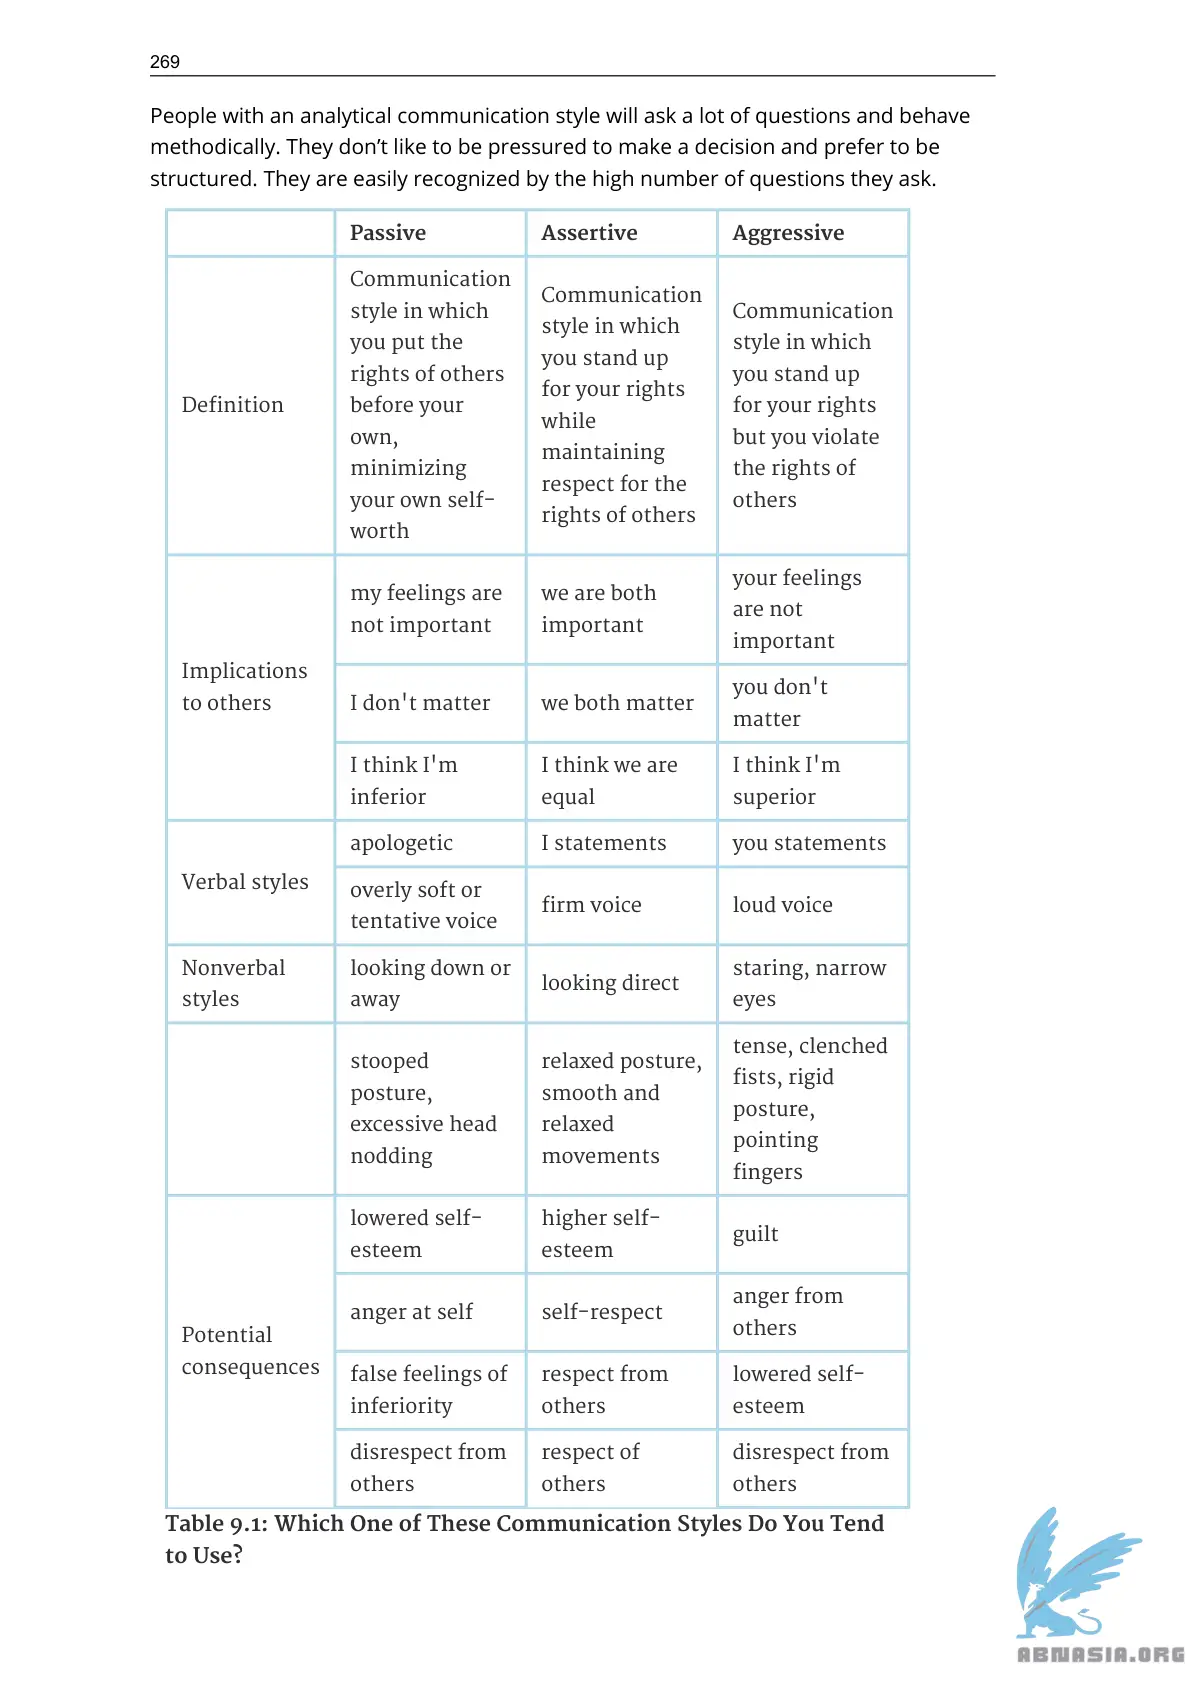 269
People with an analytical communication style will ask a lot of questions and behave
methodically. They don’t like to be pressured to make a decision and prefer to be
structured. They are easily recognized by the high number of questions they ask.
Passive
Assertive
Aggressive
Definition
Communication
style in which
you put the
rights of others
before your
own,
minimizing
your own self-
worth
Communication
style in which
you stand up
for your rights
while
maintaining
respect for the
rights of others
Communication
style in which
you stand up
for your rights
but you violate
the rights of
others
Implications
to others
my feelings are
not important
we are both
important
your feelings
are not
important
I don't matter
we both matter
you don't
matter
I think I'm
inferior
I think we are
equal
I think I'm
superior
Verbal styles
apologetic
I statements
you statements
overly soft or
tentative voice
firm voice
loud voice
Nonverbal
styles
looking down or
away
looking direct
staring, narrow
eyes
stooped
posture,
excessive head
nodding
relaxed posture,
smooth and
relaxed
movements
tense, clenched
fists, rigid
posture,
pointing
fingers
Potential
consequences
lowered self-
esteem
higher self-
esteem
guilt
anger at self
self-respect
anger from
others
false feelings of
inferiority
respect from
others
lowered self-
esteem
disrespect from
others
respect of
others
disrespect from
others
Table 9.1: Which One of These Communication Styles Do You Tend
to Use?
ABNASIA.ORG